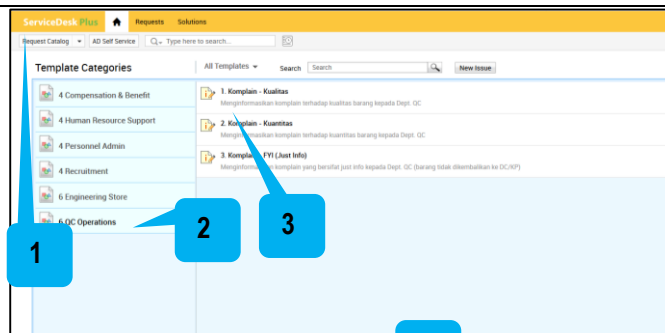 ServiceDesk Plus Requests Solutions
Request Catalog AD Self Service Type here to search...
Template Categories All Templates Search Search New Issue
4 Compensation & Benefit
4 Human Resource Support
4 Personnel Admin
4 Recruitment
6 Engineering Store
6 QC Operations
1. Komplain - Kualitas
Menginformasikan komplain terhadap kualitas barang kepada Dept. QC
2. Komplain - Kuantitas
Menginformasikan komplain terhadap kuantitas barang kepada Dept. QC
3. Komplain - FYI (Just Info)
Menginformasikan komplain yang bersifat just info kepada Dept. QC (barang tidak dikembalikan ke QC/KP)
1
2
3